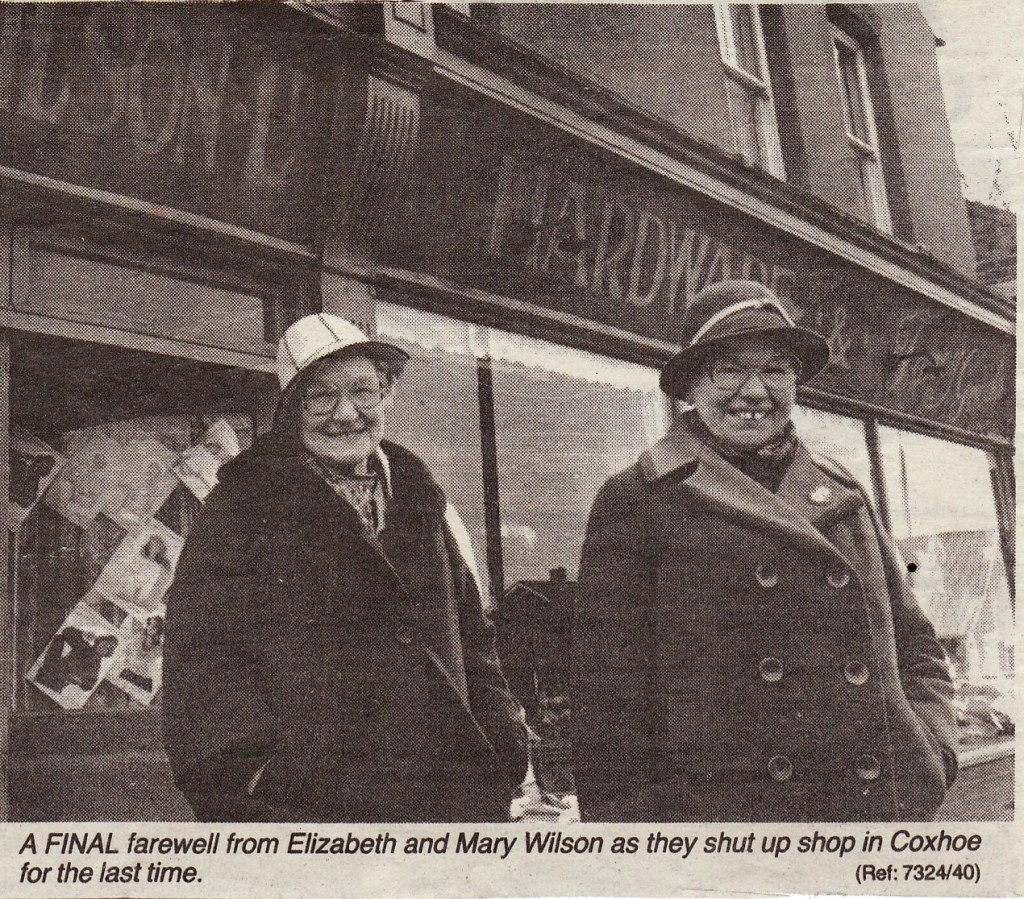 HARDWARE &
A FINAL farewell from Elizabeth and Mary Wilson as they shut up shop in Coxhoe
for the last time.
(Ref: 7324/40)